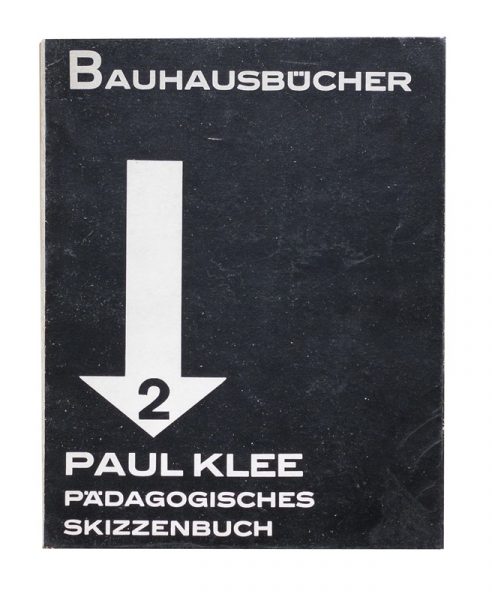 BAUHAUSBÜCHER
2
PAUL KLEE
PÄDAGOGISCHES
SKIZZENBUCH